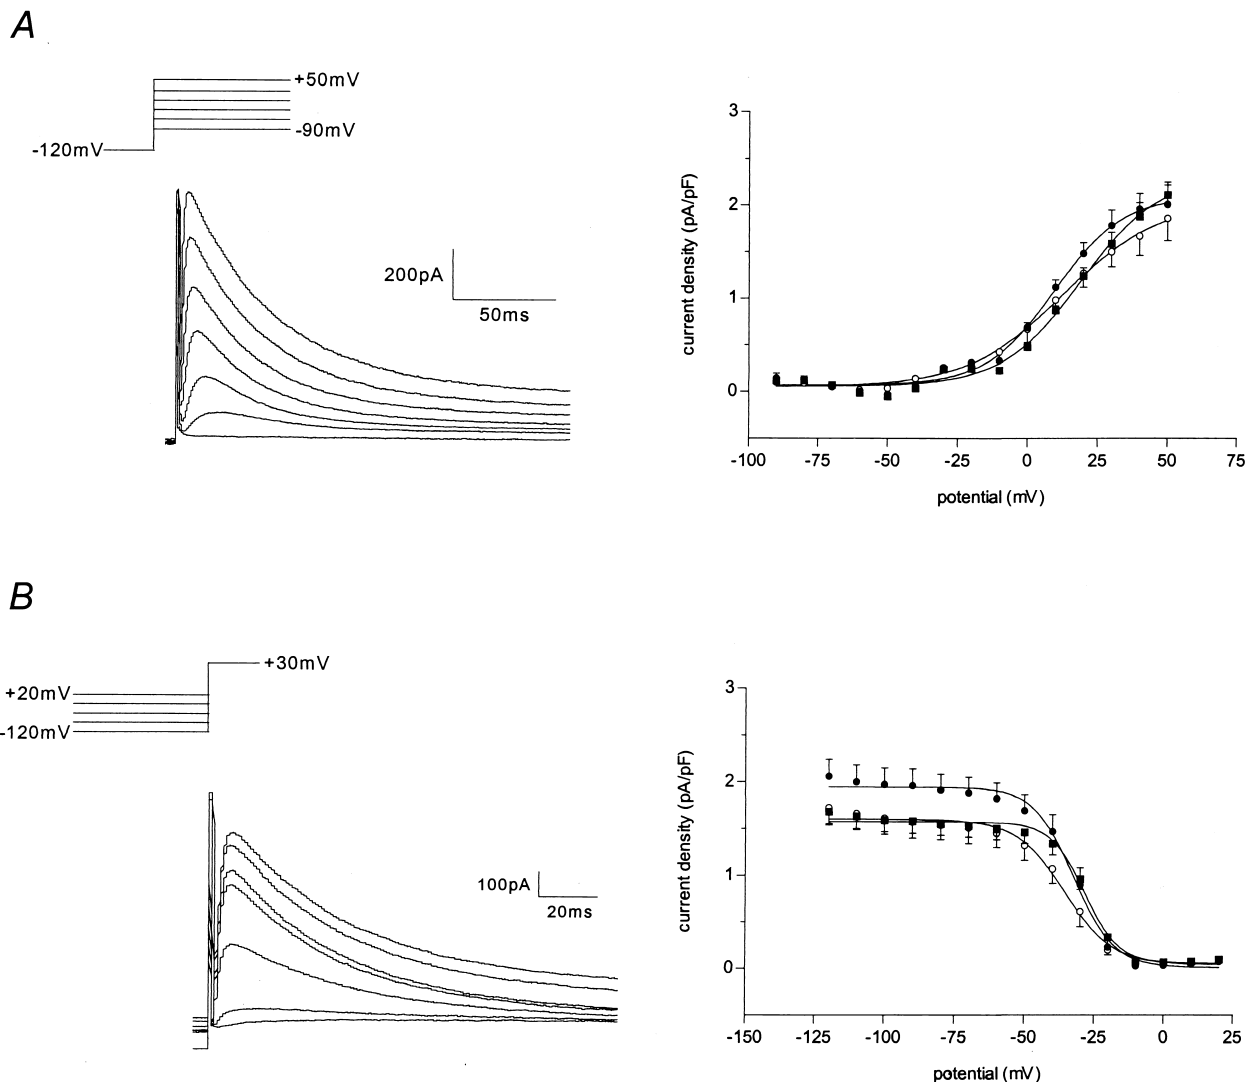 A
+50mV
-90mV
-120mV
200pA
50ms
3
2
1
0
current density (pA/pF)
-100 -75 -50 -25 0 25 50 75
potential (mV)
B
+30mV
+20mV
-120mV
100pA
20ms
3
2
1
0
current density (pA/pF)
-150 -125 -100 -75 -50 -25 0 25
potential (mV)